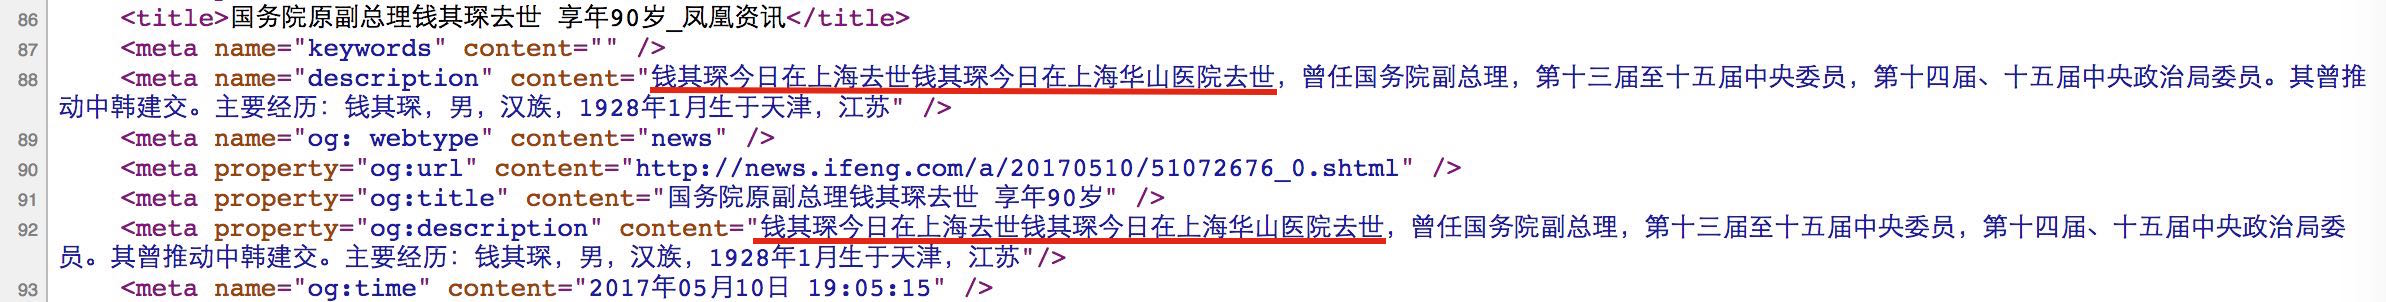 86 <title>国务院原副总理钱其琛去世 享年90岁_凤凰资讯</title>
87 <meta name="keywords" content="" />
88 <meta name="description" content="钱其琛今日在上海去世钱其琛今日在上海华山医院去世，曾任国务院副总理，第十三届至十五届中央委员，第十四届、十五届中央政治局委员。其曾推
动中韩建交。主要经历：钱其琛，男，汉族，1928年1月生于天津，江苏" />
89 <meta name="og: webtype" content="news" />
90 <meta property="og:url" content="http://news.ifeng.com/a/20170510/51072676_0.shtml" />
91 <meta property="og:title" content="国务院原副总理钱其琛去世 享年90岁" />
92 <meta property="og:description" content="钱其琛今日在上海去世钱其琛今日在上海华山医院去世，曾任国务院副总理，第十三届至十五届中央委员，第十四届、十五届中央政治局委
员。其曾推动中韩建交。主要经历：钱其琛，男，汉族，1928年1月生于天津，江苏"/>
93 <meta name="og:time" content="2017年05月10日 19:05:15" />